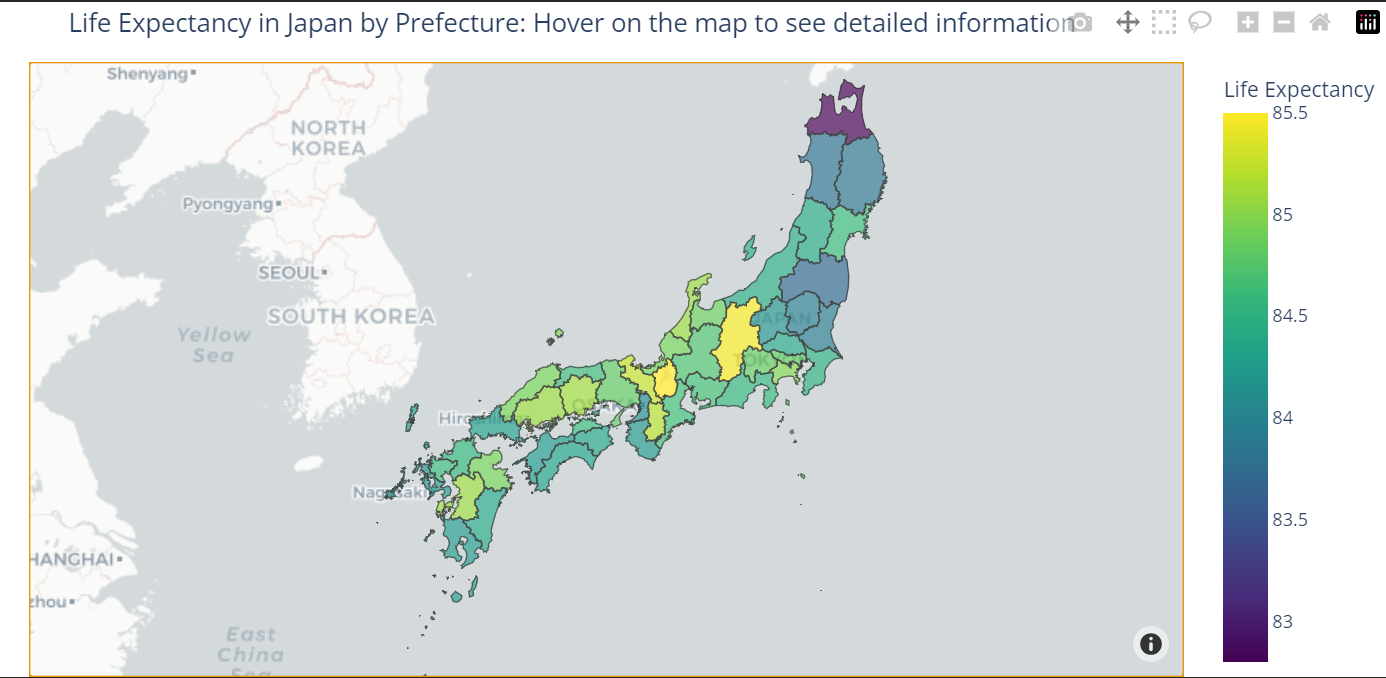 Life Expectancy in Japan by Prefecture: Hover on the map to see detailed information
Life Expectancy
85.5
85
84.5
84
83.5
83
Shenyang
NORTH
KOREA
Pyongyang
SEOUL
SOUTH KOREA
Yellow
Sea
JAPAN
TOKYO
OSAKA
Hiroshima
Nagasaki
HANGHAI
zhou
East
China
Sea
i